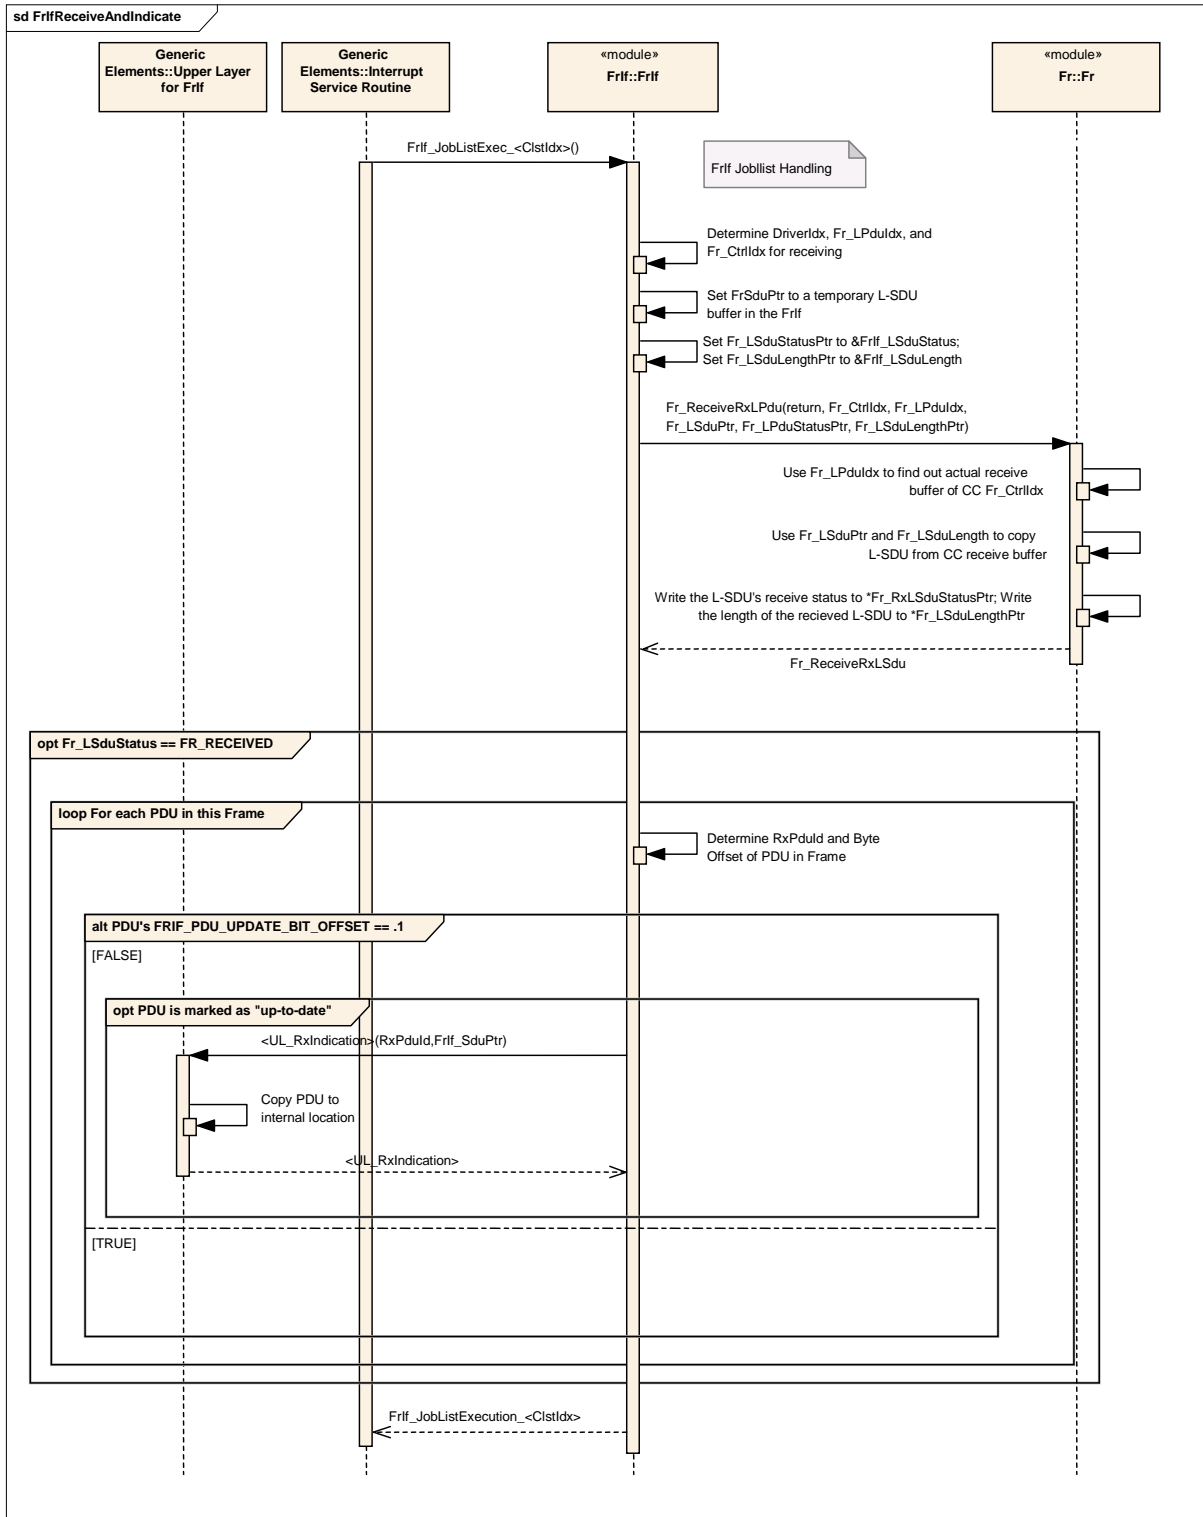 sd FrIfReceiveAndIndicate
Generic
Elements::Upper Layer
for FrIf
Generic
Elements::Interrupt
Service Routine
«module»
FrIf::FrIf
«module»
Fr::Fr
FrIf_JobListExec_<ClstIdx>()
FrIf Jobllist Handling
Determine DriverIdx, Fr_LPduIdx, and
Fr_CtrlIdx for receiving
Set FrSduPtr to a temporary L-SDU
buffer in the FrIf
Set Fr_LSduStatusPtr to &FrIf_LSduStatus;
Set Fr_LSduLengthPtr to &FrIf_LSduLength
Fr_ReceiveRxLPdu(return, Fr_CtrlIdx, Fr_LPduIdx,
Fr_LSduPtr, Fr_LPduStatusPtr, Fr_LSduLengthPtr)
Use Fr_LPduIdx to find out actual receive
buffer of CC Fr_CtrlIdx
Use Fr_LSduPtr and Fr_LSduLength to copy
L-SDU from CC receive buffer
Write the L-SDU's receive status to *Fr_RxLSduStatusPtr; Write
the length of the recieved L-SDU to *Fr_LSduLengthPtr
Fr_ReceiveRxLSdu
opt Fr_LSduStatus == FR_RECEIVED
loop For each PDU in this Frame
Determine RxPduId and Byte
Offset of PDU in Frame
alt PDU's FRIF_PDU_UPDATE_BIT_OFFSET == .1
[FALSE]
opt PDU is marked as "up-to-date"
<UL_RxIndication>(RxPduId,FrIf_SduPtr)
Copy PDU to
internal location
<UL_RxIndication>
[TRUE]
FrIf_JobListExecution_<ClstIdx>